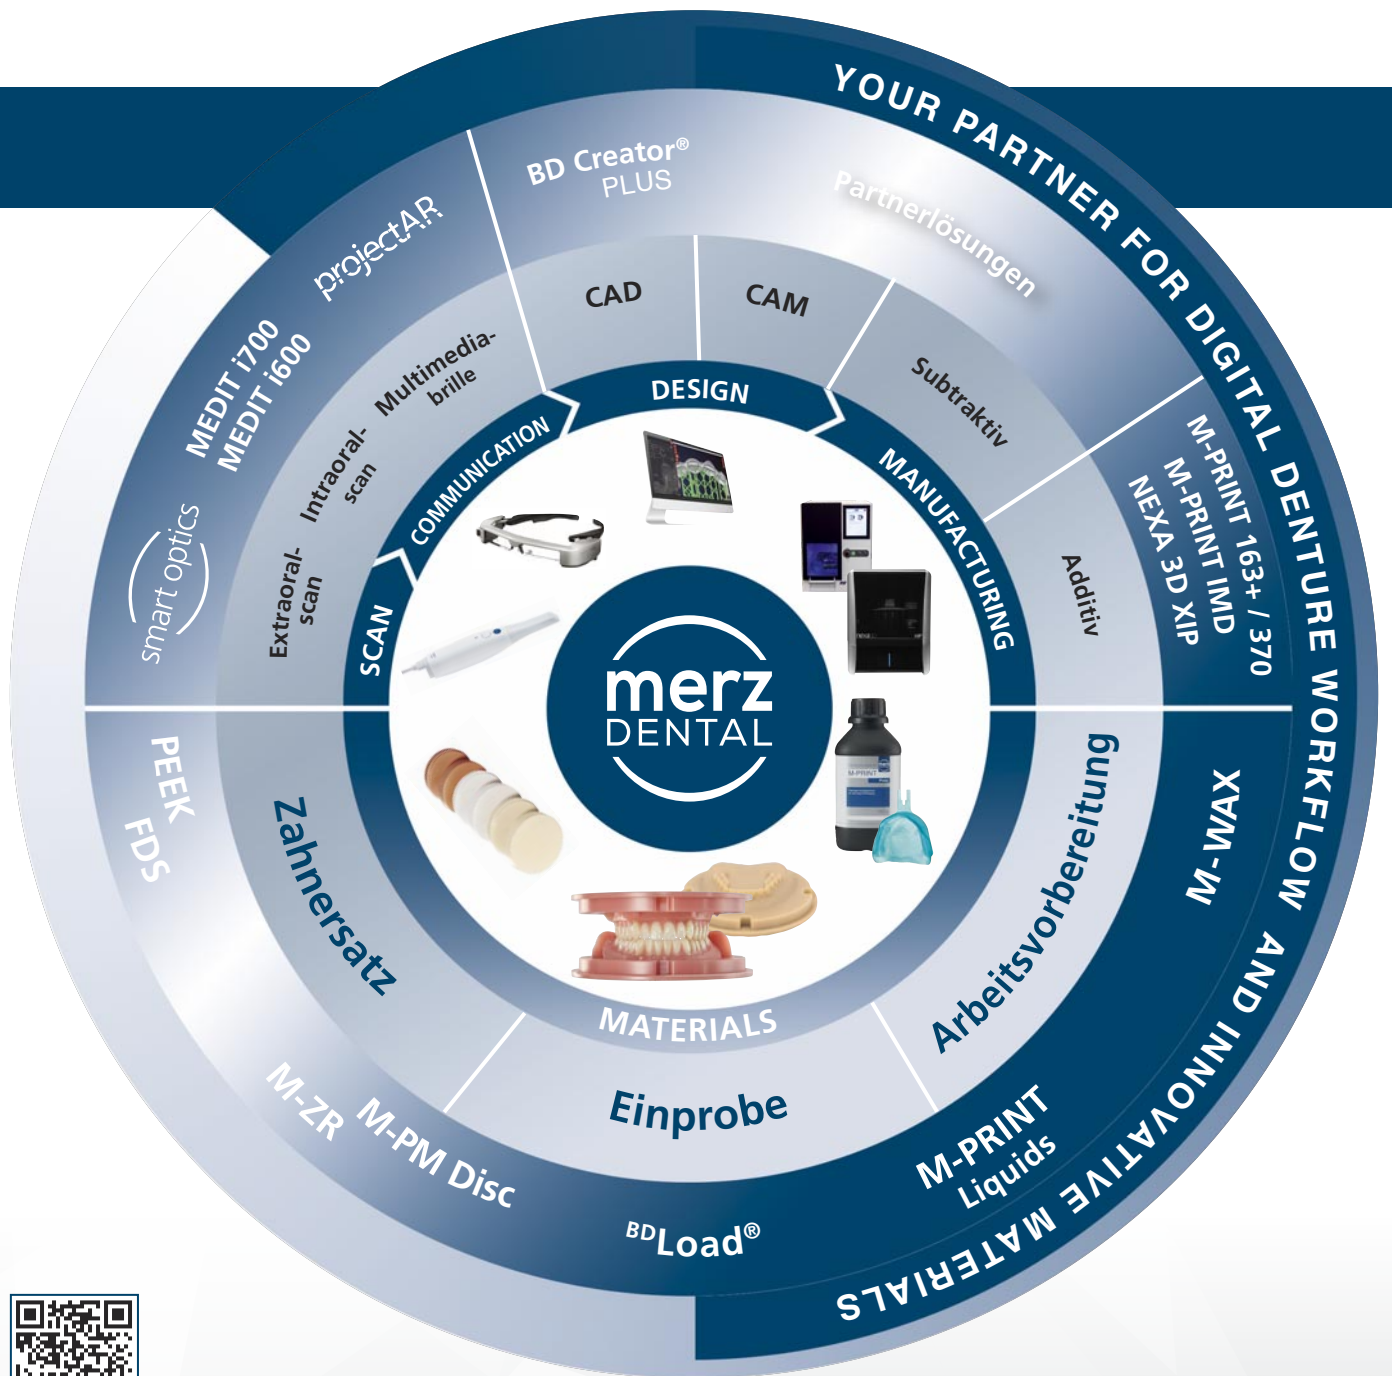 YOUR PARTNER FOR DIGITAL DENTURE WORKFLOW AND INNOVATIVE MATERIALS
BD Creator®
PLUS
Partnerlösungen
projectAR
MEDIT i700
MEDIT i600
smart optics
CAD
CAM
Subtraktiv
Additiv
Multimedia-
brille
Intraoral-
scan
Extraoral-
scan
SCAN
COMMUNICATION
DESIGN
MANUFACTURING
M-PRINT 163+ / 370
M-PRINT IMD
NEXA 3D XIP
merz
DENTAL
M-PRINT
PEEK
FDS
Zahnersatz
M-ZR
M-PM Disc
MATERIALS
Einprobe
BDLoad®
Arbeitsvorbereitung
M-WAX
M-PRINT
Liquids